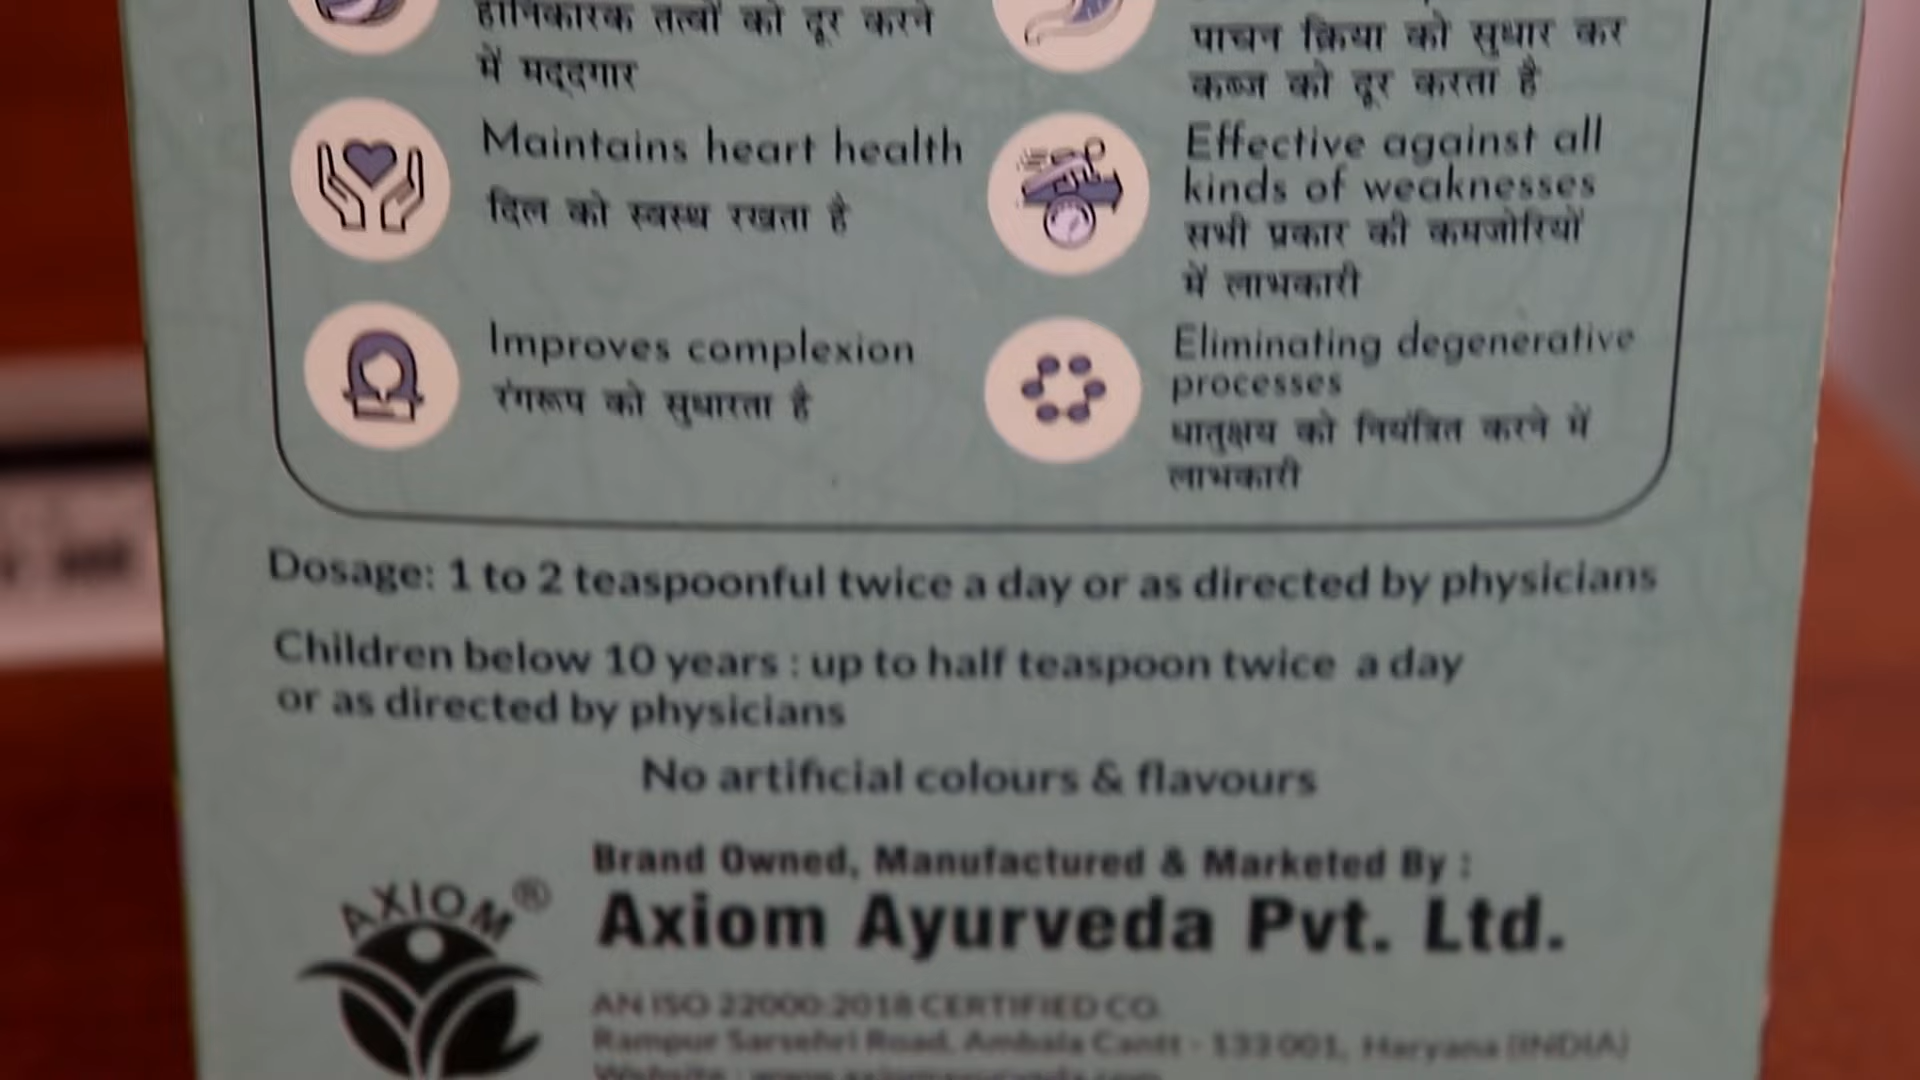 हानिकारक तत्वों को दूर करने
में मद्दगार
पाचन क्रिया को सुधार कर
कब्ज को दूर करता है
Maintains heart health
दिल को स्वस्थ रखता है
Effective against all
kinds of weaknesses
सभी प्रकार की कमजोरियों
में लाभकारी
Improves complexion
रंगरूप को सुधारता है
Eliminating degenerative
processes
धातुक्षय को नियंत्रित करने में
लाभकारी
Dosage: 1 to 2 teaspoonful twice a day or as directed by physicians
Children below 10 years : up to half teaspoon twice a day
or as directed by physicians
No artificial colours & flavours
Brand Owned, Manufactured & Marketed By :
AXIOM®
Axiom Ayurveda Pvt. Ltd.
AN ISO 22000:2018 CERTIFIED CO.
Rampur Sarsehri Road, Ambala Cantt - 133 001, Haryana (INDIA)